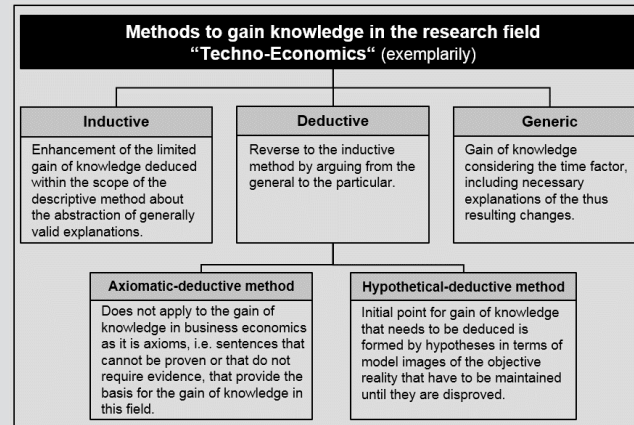 Methods to gain knowledge in the research field
“Techno-Economics“ (exemplarily)
Inductive
Enhancement of the limited
gain of knowledge deduced
within the scope of the
descriptive method about
the abstraction of generally
valid explanations.
Deductive
Reverse to the inductive
method by arguing from the
general to the particular.
Generic
Gain of knowledge
considering the time factor,
including necessary
explanations of the thus
resulting changes.
Axiomatic-deductive method
Does not apply to the gain of
knowledge in business economics
as it is axioms, i.e. sentences that
cannot be proven or that do not
require evidence, that provide the
basis for the gain of knowledge in
this field.
Hypothetical-deductive method
Initial point for gain of knowledge
that needs to be deduced is
formed by hypotheses in terms of
model images of the objective
reality that have to be maintained
until they are disproved.